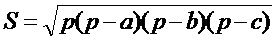 S = √p(p−a)(p−b)(p−c)